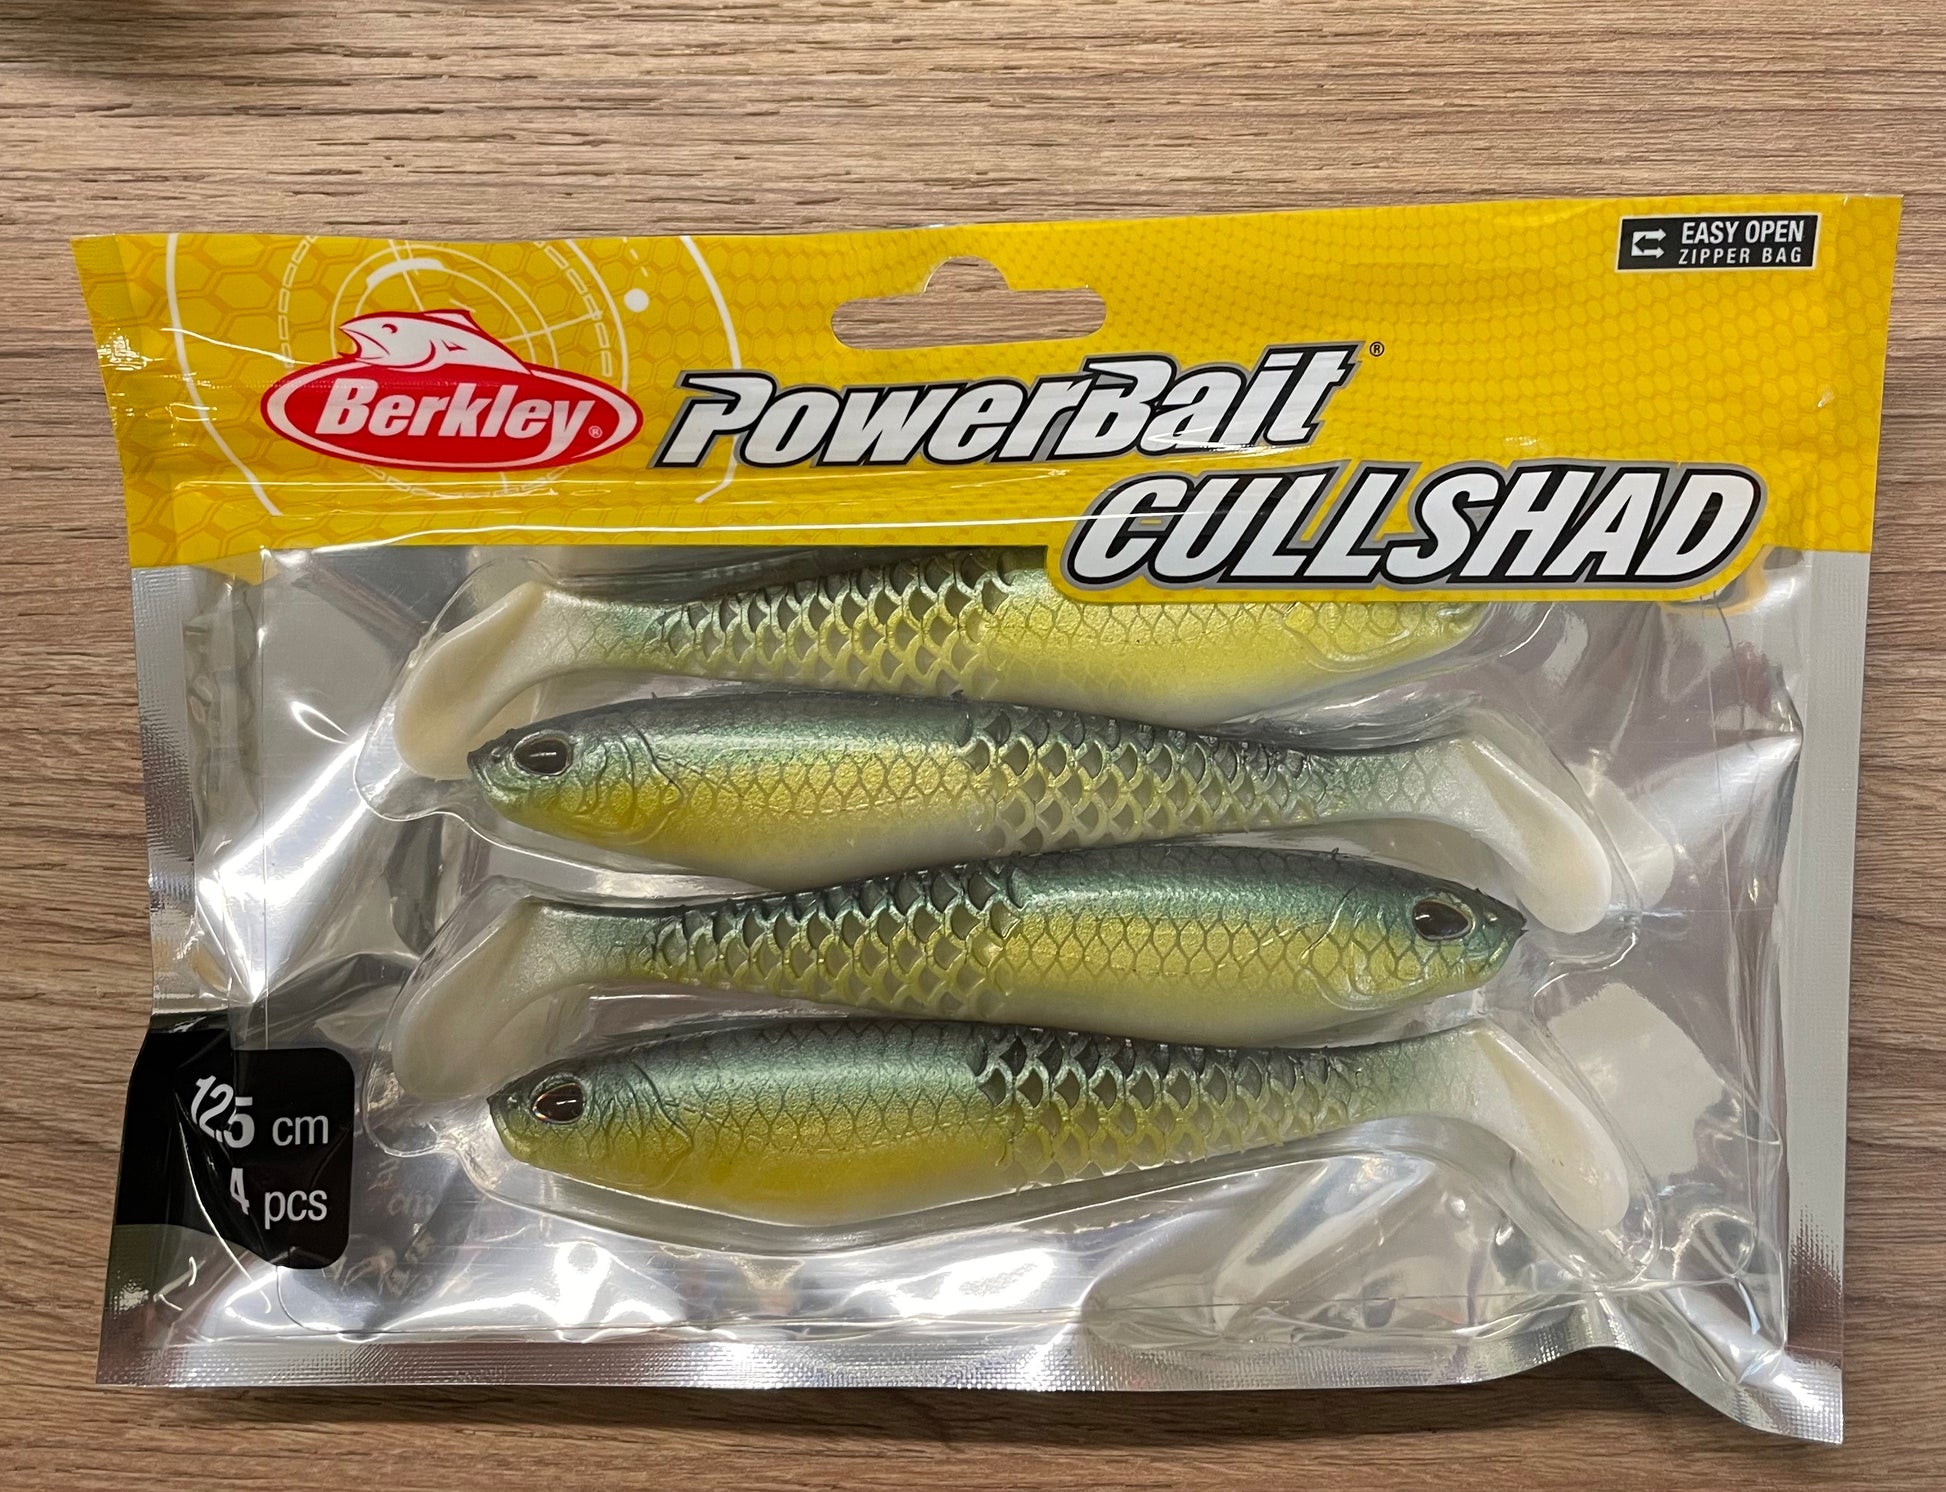 EASY OPEN
ZIPPER BAG
Berkley®
PowerBait®
CULLSHAD
12.5 cm
4 pcs